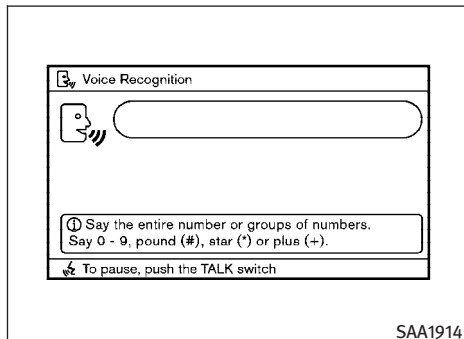 Voice Recognition
Say the entire number or groups of numbers.
Say 0 - 9, pound (#), star (*) or plus (+).
To pause, push the TALK switch
SAA1914